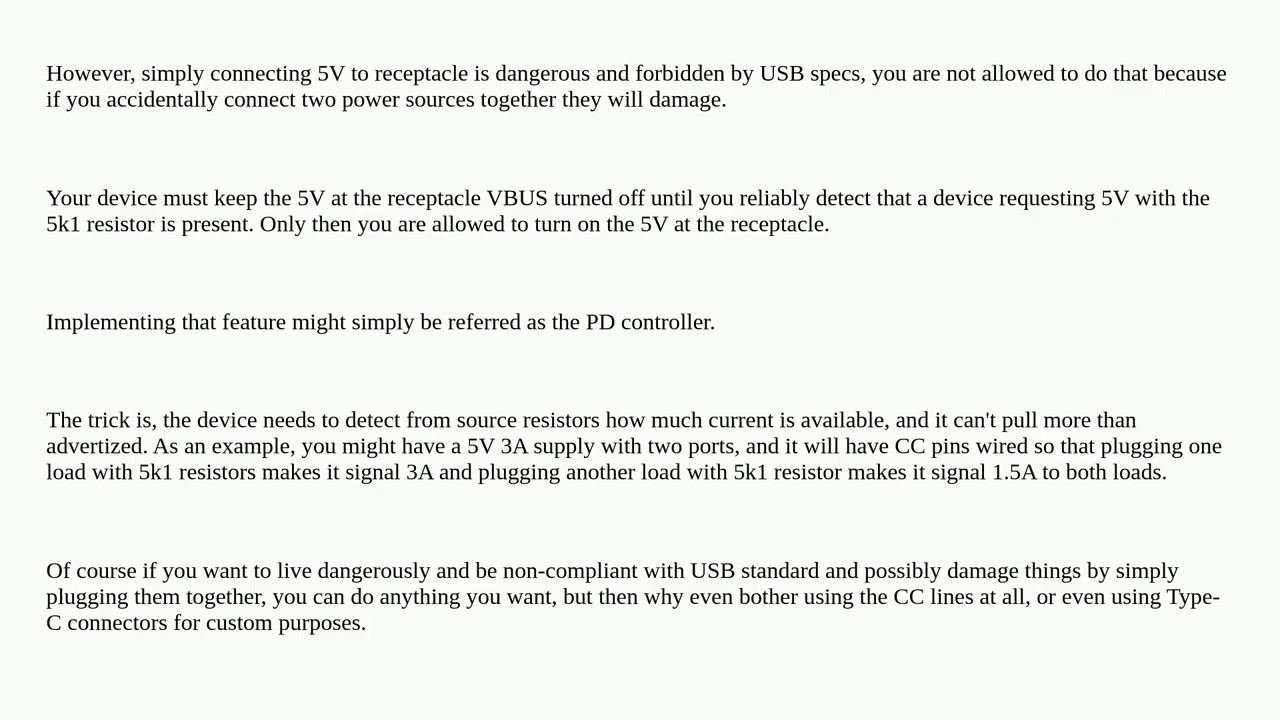 However, simply connecting 5V to receptacle is dangerous and forbidden by USB specs, you are not allowed to do that because
if you accidentally connect two power sources together they will damage.
Your device must keep the 5V at the receptacle VBUS turned off until you reliably detect that a device requesting 5V with the
5k1 resistor is present. Only then you are allowed to turn on the 5V at the receptacle.
Implementing that feature might simply be referred as the PD controller.
The trick is, the device needs to detect from source resistors how much current is available, and it can't pull more than
advertized. As an example, you might have a 5V 3A supply with two ports, and it will have CC pins wired so that plugging one
load with 5k1 resistors makes it signal 3A and plugging another load with 5k1 resistor makes it signal 1.5A to both loads.
Of course if you want to live dangerously and be non-compliant with USB standard and possibly damage things by simply
plugging them together, you can do anything you want, but then why even bother using the CC lines at all, or even using Type-
C connectors for custom purposes.